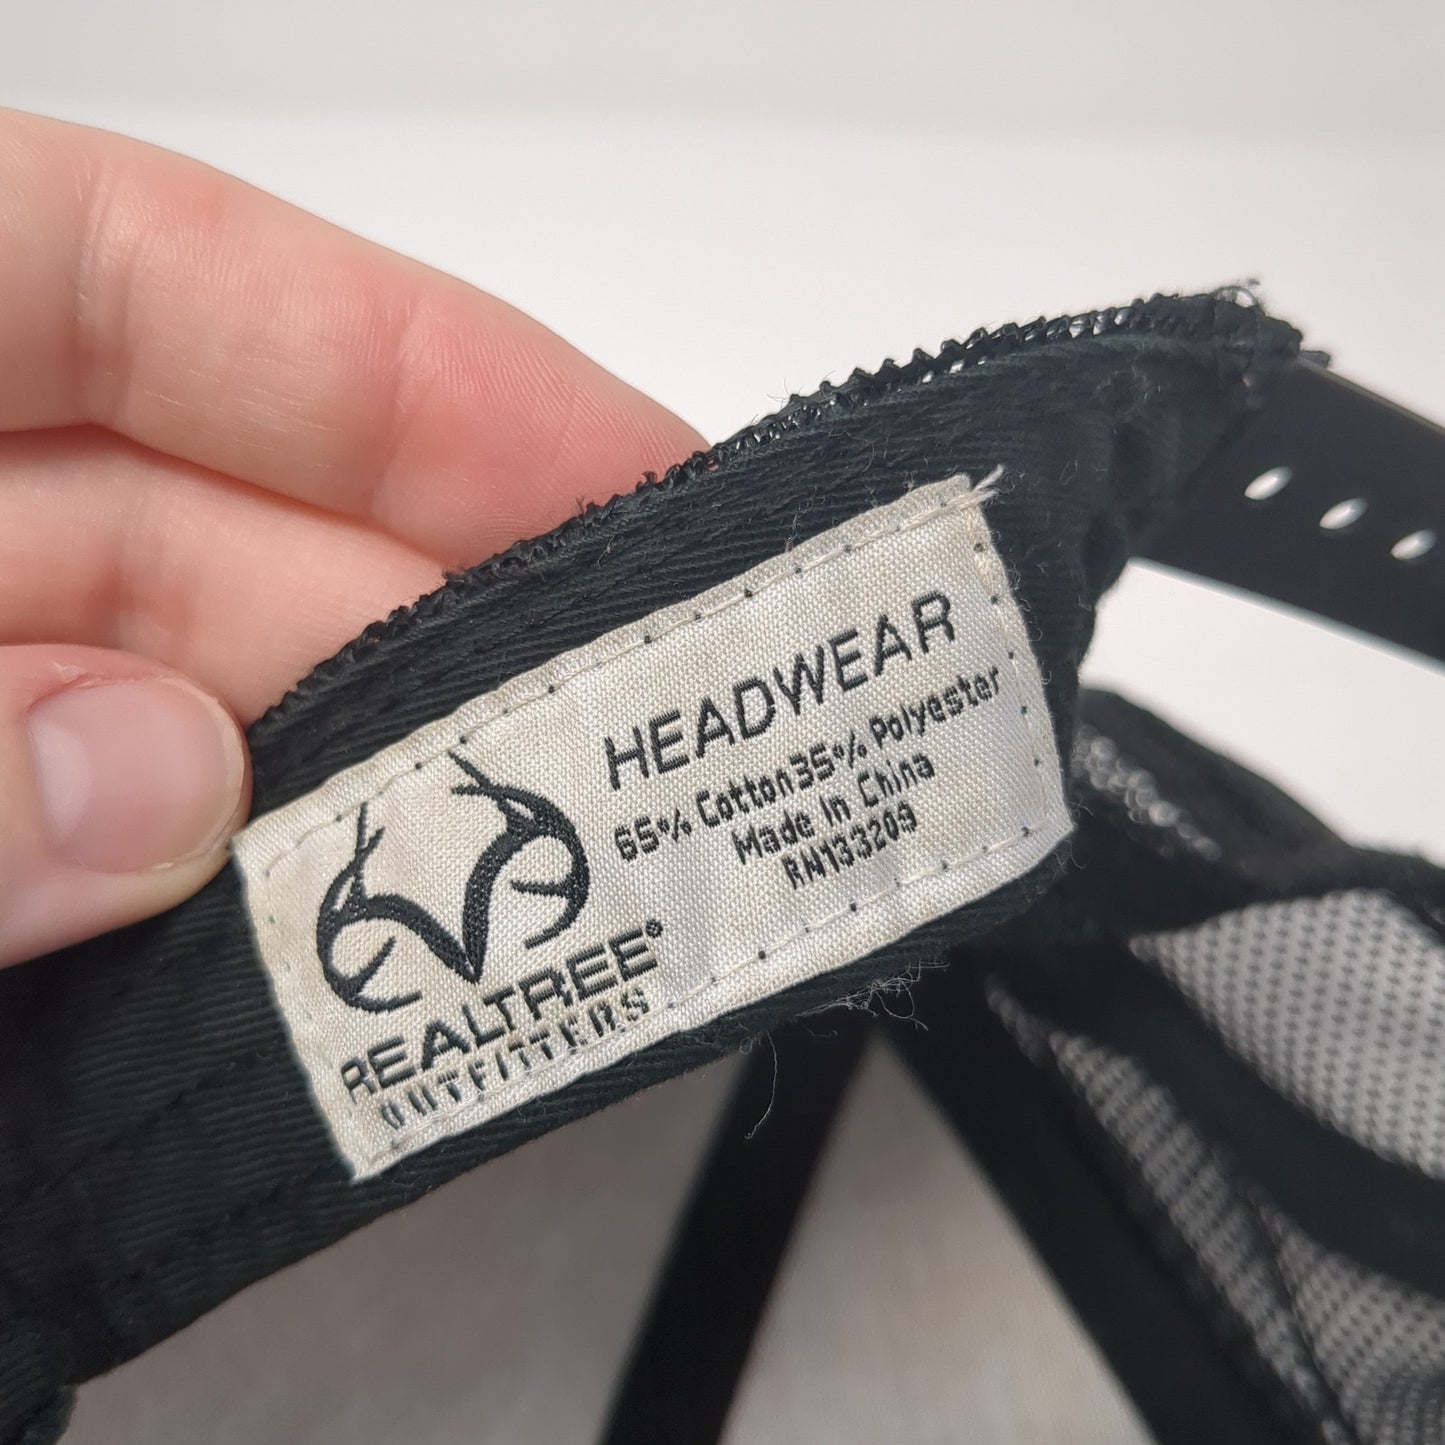 HEADWEAR
65% Cotton35% Polyester
Made In China
RN133209
REALTREE®
OUTFITTERS